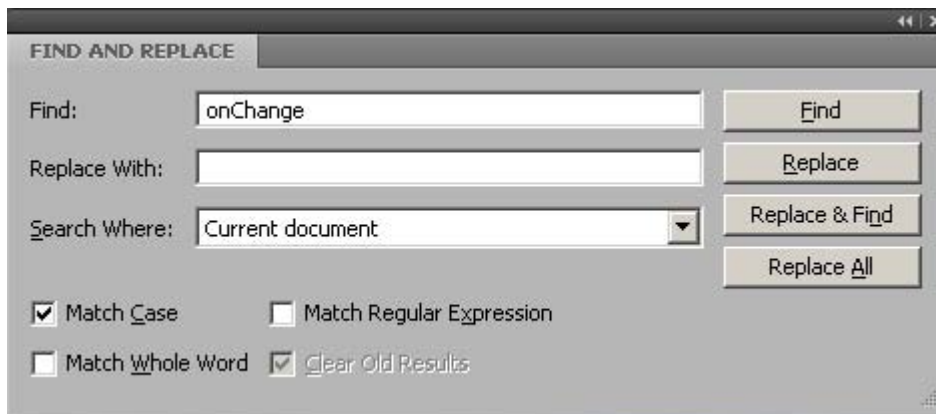 FIND AND REPLACE
Find: onChange Find
Replace With: Replace
Search Where: Current document Replace & Find
Replace All
Match Case Match Regular Expression
Match Whole Word Clear Old Results